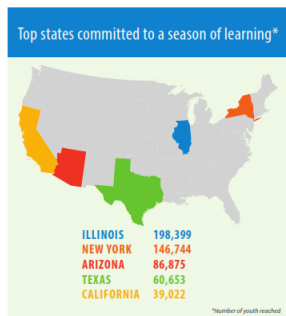 Top states committed to a season of learning*
ILLINOIS 198,399
NEW YORK 146,744
ARIZONA 86,875
TEXAS 60,653
CALIFORNIA 39,022
*Number of youth reached